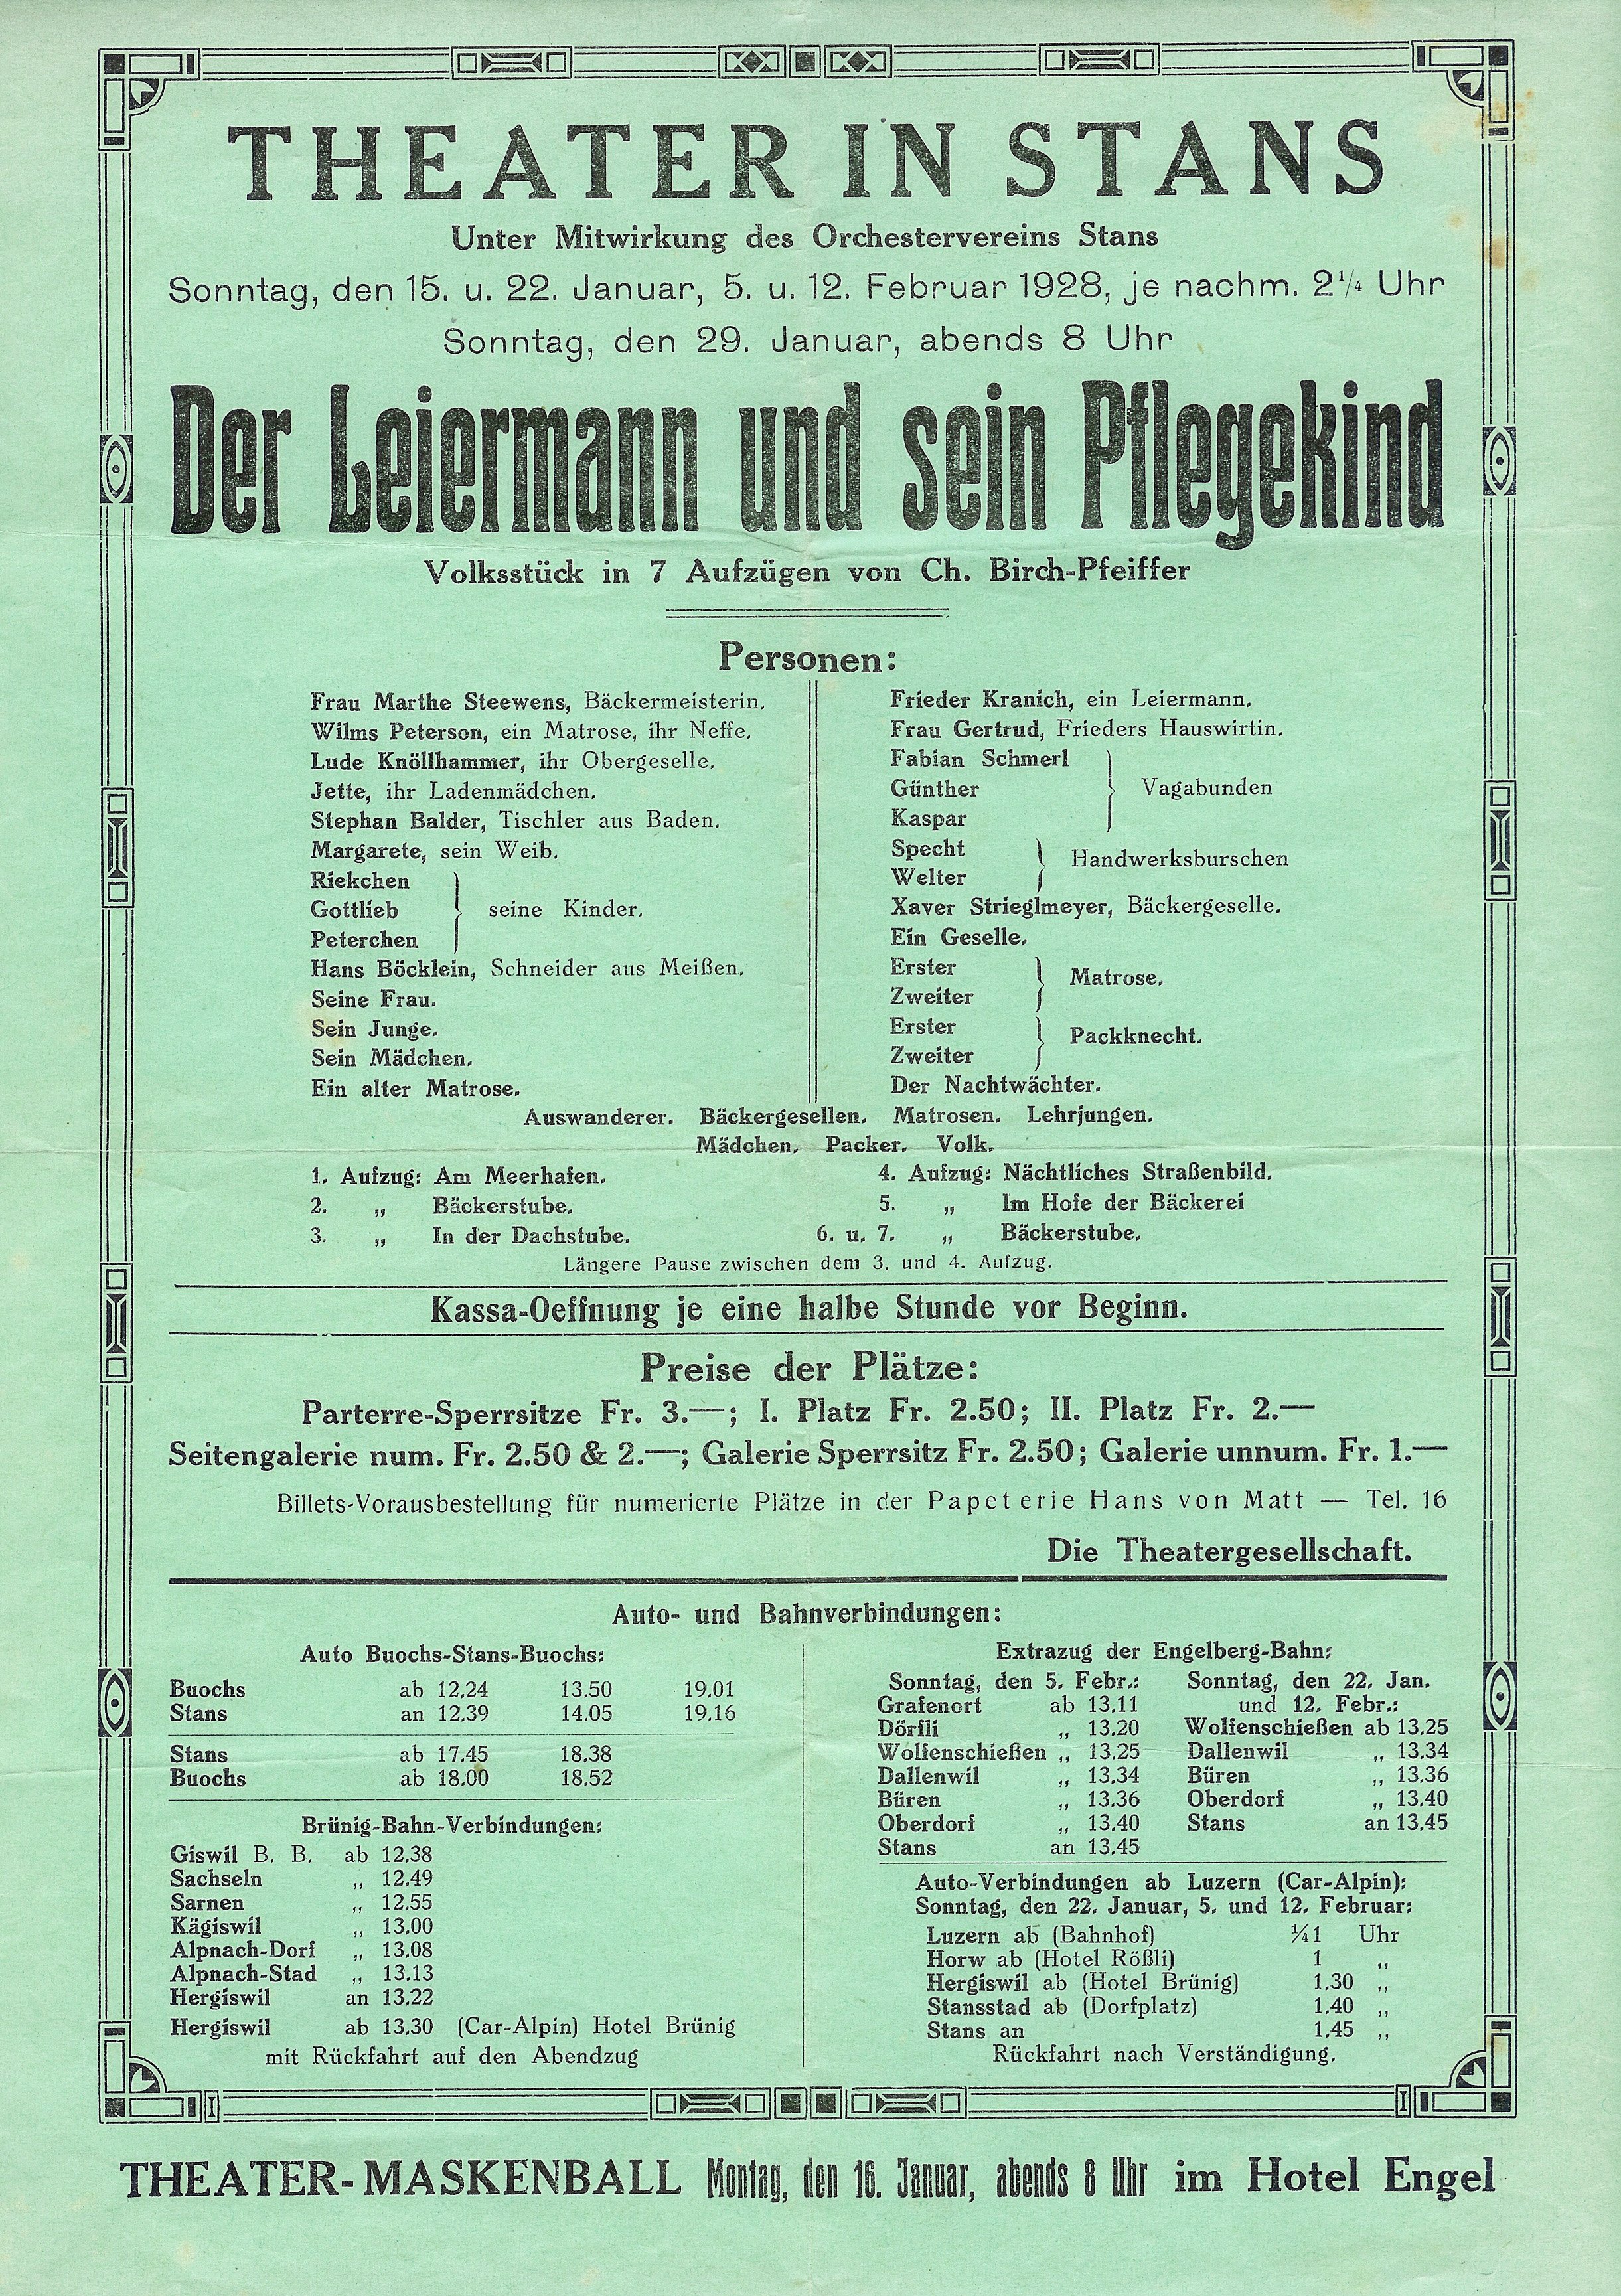 THEATER IN STANS
Unter Mitwirkung des Orchestervereins Stans
Sonntag, den 15. u. 22. Januar, 5. u. 12. Februar 1928, je nachm. 2¼ Uhr
Sonntag, den 29. Januar, abends 8 Uhr
Der Leiermann und sein Pflegekind
Volksstück in 7 Aufzügen von Ch. Birch-Pfeiffer
Personen:
Frau Marthe Steewens, Bäckermeisterin.
Wilms Peterson, ein Matrose, ihr Neffe.
Lude Knöllhammer, ihr Obergeselle.
Jette, ihr Ladenmädchen.
Stephan Balder, Tischler aus Baden.
Margarete, sein Weib.
Riekchen
Gottlieb } seine Kinder.
Peterchen
Hans Böcklein, Schneider aus Meißen.
Seine Frau.
Sein Junge.
Sein Mädchen.
Ein alter Matrose.
Frieder Kranich, ein Leiermann.
Frau Gertrud, Frieders Hauswirtin.
Fabian Schmerl
Günther } Vagabunden
Kaspar
Specht } Handwerksburschen
Welter
Xaver Strieglmeyer, Bäckergeselle.
Ein Geselle.
Erster } Matrose.
Zweiter
Erster } Packknecht.
Zweiter
Der Nachtwächter.
Auswanderer. Bäckergesellen. Matrosen. Lehrjungen.
Mädchen. Packer. Volk.
1. Aufzug: Am Meerhafen.
2. „ Bäckerstube.
3. „ In der Dachstube.
4. Aufzug: Nächtliches Straßenbild.
5. „ Im Hofe der Bäckerei
6. u. 7. „ Bäckerstube.
Längere Pause zwischen dem 3. und 4. Aufzug.
Kassa-Oeffnung je eine halbe Stunde vor Beginn.
Preise der Plätze:
Parterre-Sperrsitze Fr. 3.—; I. Platz Fr. 2.50; II. Platz Fr. 2.—
Seitengalerie num. Fr. 2.50 & 2.—; Galerie Sperrsitz Fr. 2.50; Galerie unnum. Fr. 1.—
Billets-Vorausbestellung für numerierte Plätze in der Papeterie Hans von Matt — Tel. 16
Die Theatergesellschaft.
Auto- und Bahnverbindungen:
Auto Buochs-Stans-Buochs:
Buochs ab 12.24 13.50 19.01
Stans an 12.39 14.05 19.16
Stans ab 17.45 18.38
Buochs ab 18.00 18.52
Brünig-Bahn-Verbindungen:
Giswil B. B. ab 12.38
Sachseln „ 12.49
Sarnen „ 12.55
Kägiswil „ 13.00
Alpnach-Dorf „ 13.08
Alpnach-Stad „ 13.13
Hergiswil an 13.22
Hergiswil ab 13.30 (Car-Alpin) Hotel Brünig
mit Rückfahrt auf den Abendzug
Extrazug der Engelberg-Bahn:
Sonntag, den 5. Febr.:
Grafenort ab 13.11
Dörfli „ 13.20
Wolfenschießen „ 13.25
Dallenwil „ 13.34
Büren „ 13.36
Oberdorf „ 13.40
Stans an 13.45
Sonntag, den 22. Jan.
und 12. Febr.:
Wolfenschießen ab 13.25
Dallenwil „ 13.34
Büren „ 13.36
Oberdorf „ 13.40
Stans an 13.45
Auto-Verbindungen ab Luzern (Car-Alpin):
Sonntag, den 22. Januar, 5. und 12. Februar:
Luzern ab (Bahnhof) ¼1 Uhr
Horw ab (Hotel Rößli) 1 „
Hergiswil ab (Hotel Brünig) 1.30 „
Stansstad ab (Dorfplatz) 1.40 „
Stans an 1.45 „
Rückfahrt nach Verständigung.
THEATER-MASKENBALL Montag, den 16. Januar, abends 8 Uhr im Hotel Engel